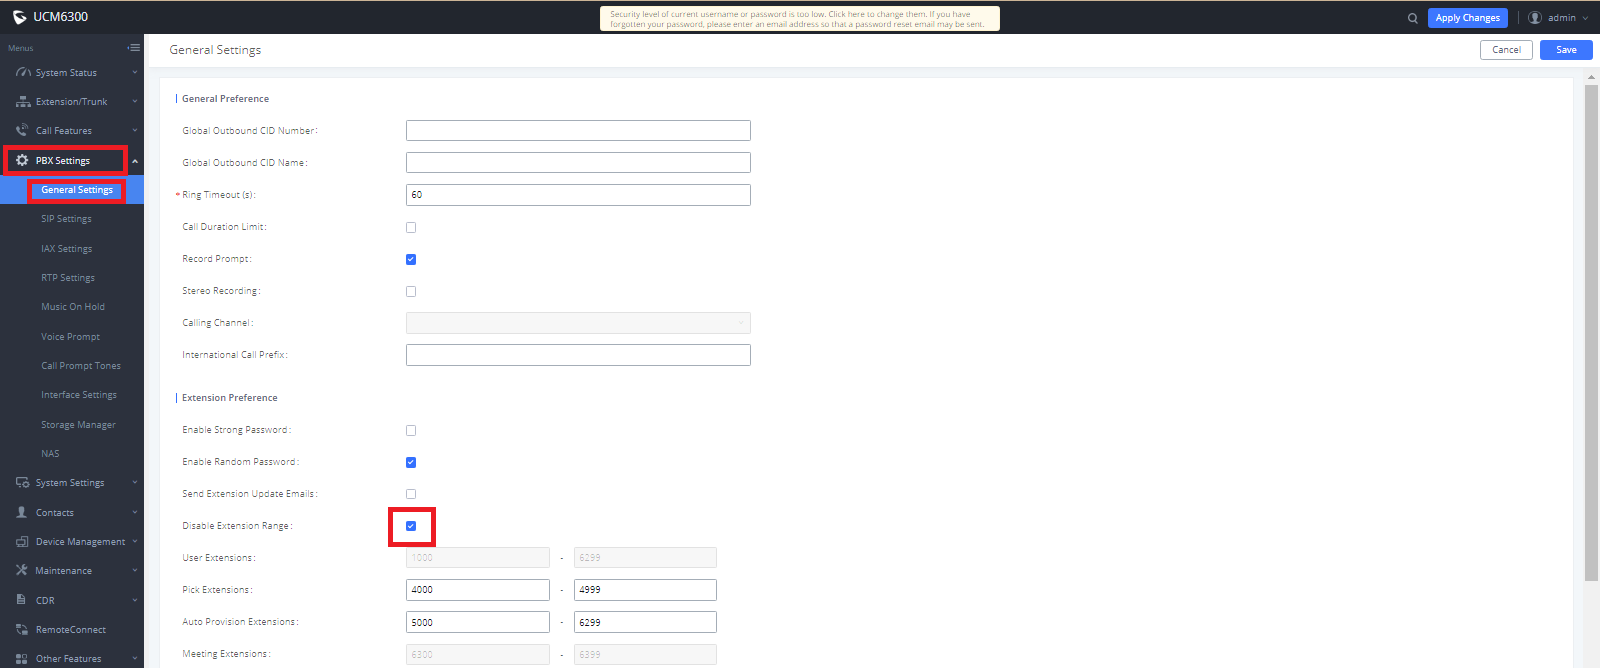 UCM6300
Security level of current username or password is too low. Click here to change them. If you have
forgotten your password, please enter an email address so that a password reset email may be sent.
Apply Changes
admin
Menus
System Status
Extension/Trunk
Call Features
PBX Settings
General Settings
SIP Settings
IAX Settings
RTP Settings
Music On Hold
Voice Prompt
Call Prompt Tones
Interface Settings
Storage Manager
NAS
System Settings
Contacts
Device Management
Maintenance
CDR
RemoteConnect
Other Features
General Settings
Cancel
Save
General Preference
Global Outbound CID Number:
Global Outbound CID Name:
* Ring Timeout (s): 60
Call Duration Limit:
Record Prompt:
Stereo Recording:
Calling Channel:
International Call Prefix:
Extension Preference
Enable Strong Password:
Enable Random Password:
Send Extension Update Emails:
Disable Extension Range:
User Extensions: 1000 - 6299
Pick Extensions: 4000 - 4999
Auto Provision Extensions: 5000 - 6299
Meeting Extensions: 6300 - 6399